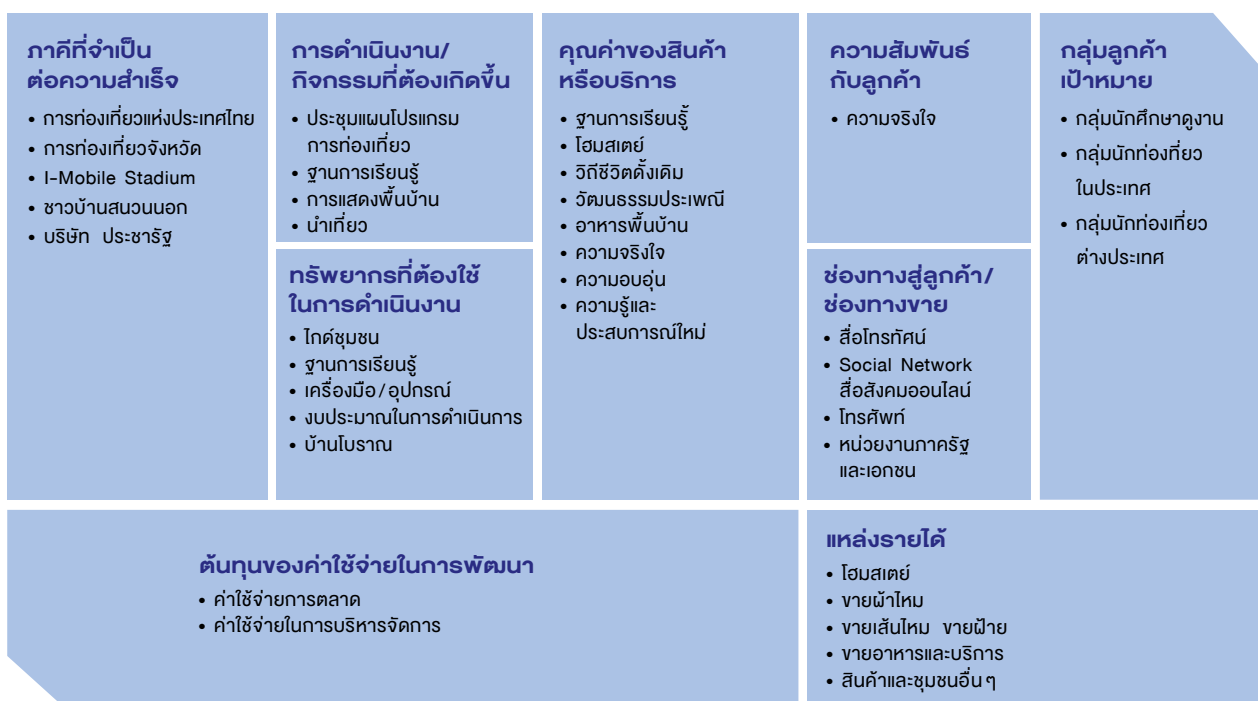 ภาคีที่จำเป็น
ต่อความสำเร็จ
• การท่องเที่ยวแห่งประเทศไทย
• การท่องเที่ยวจังหวัด
• I-Mobile Stadium
• ชาวบ้านสนวนนอก
• บริษัท ประชารัฐ
การดำเนินงาน/
กิจกรรมที่ต้องเกิดขึ้น
• ประชุมแผนโปรแกรม
การท่องเที่ยว
• ฐานการเรียนรู้
• การแสดงพื้นบ้าน
• นำเที่ยว
ทรัพยากรที่ต้องใช้
ในการดำเนินงาน
• ไกด์ชุมชน
• ฐานการเรียนรู้
• เครื่องมือ/อุปกรณ์
• งบประมาณในการดำเนินการ
• บ้านโบราณ
คุณค่าของสินค้า
หรือบริการ
• ฐานการเรียนรู้
• โฮมสเตย์
• วิถีชีวิตดั้งเดิม
• วัฒนธรรมประเพณี
• อาหารพื้นบ้าน
• ความจริงใจ
• ความอบอุ่น
• ความรู้และ
ประสบการณ์ใหม่
ความสัมพันธ์
กับลูกค้า
• ความจริงใจ
ช่องทางสู่ลูกค้า/
ช่องทางขาย
• สื่อโทรทัศน์
• Social Network
สื่อสังคมออนไลน์
• โทรศัพท์
• หน่วยงานภาครัฐ
และเอกชน
กลุ่มลูกค้า
เป้าหมาย
• กลุ่มนักศึกษาดูงาน
• กลุ่มนักท่องที่ยว
ในประเทศ
• กลุ่มนักท่องเที่ยว
ต่างประเทศ
ต้นทุนของค่าใช้จ่ายในการพัฒนา
• ค่าใช้จ่ายการตลาด
• ค่าใช้จ่ายในการบริหารจัดการ
แหล่งรายได้
• โฮมสเตย์
• ขายผ้าไหม
• ขายเส้นไหม ขายฝ้าย
• ขายอาหารและบริการ
• สินค้าและชุมชนอื่นๆ